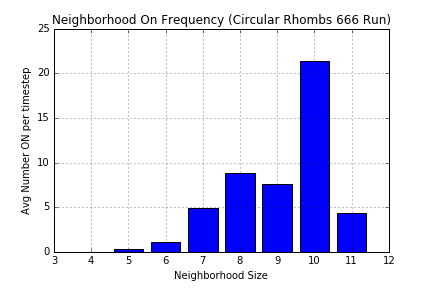 Neighborhood On Frequency (Circular Rhombs 666 Run)
25
20
15
10
5
0
Avg Number ON per timestep
3 4 5 6 7 8 9 10 11 12
Neighborhood Size